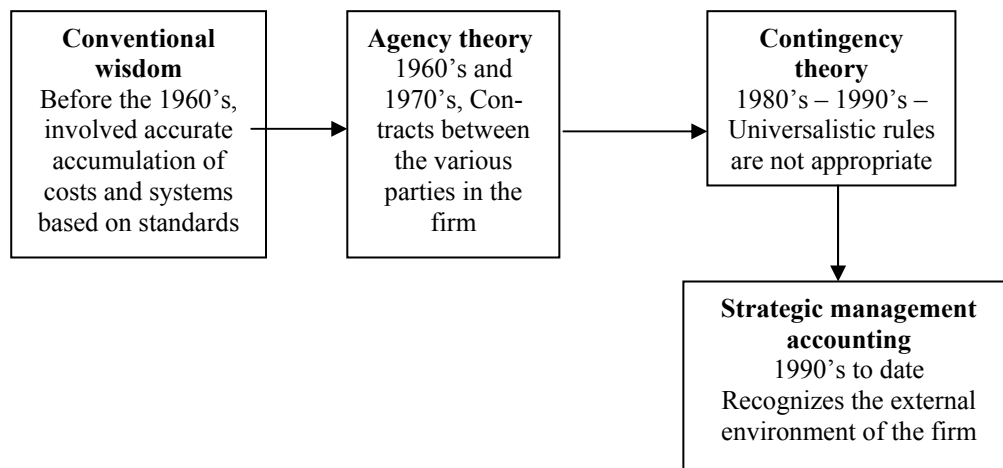 Conventional
wisdom
Before the 1960’s,
involved accurate
accumulation of
costs and systems
based on standards
Agency theory
1960’s and
1970’s, Con-
tracts between
the various
parties in the
firm
Contingency
theory
1980’s – 1990’s –
Universalistic rules
are not appropriate
Strategic management
accounting
1990’s to date
Recognizes the external
environment of the firm